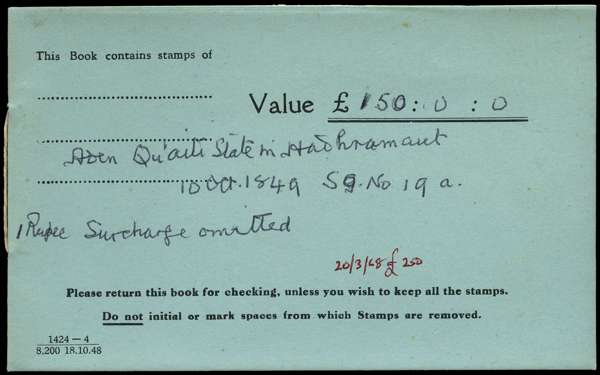 This Book contains stamps of
Value £150:0:0
Aden Qu'aiti State in Hadhramaut
10 Oct. 1849 Sg. No 19 a.
1 Rupee Surcharge omitted
20/3/68 £250
Please return this book for checking, unless you wish to keep all the stamps.
Do not initial or mark spaces from which Stamps are removed.
1424 — 4
8,200 18.10.48